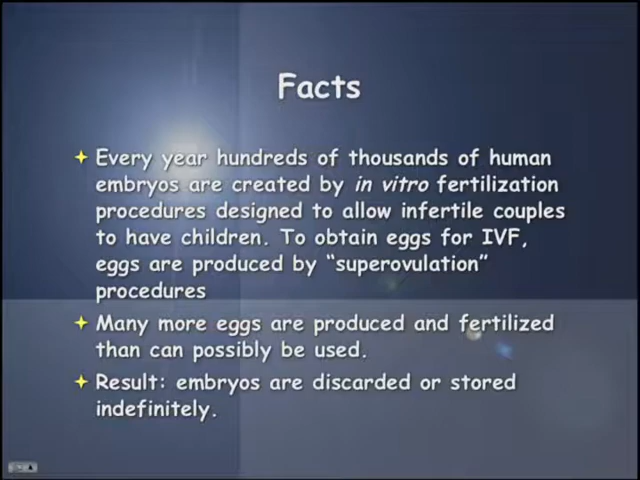 Facts
Every year hundreds of thousands of human
embryos are created by in vitro fertilization
procedures designed to allow infertile couples
to have children. To obtain eggs for IVF,
eggs are produced by “superovulation”
procedures
Many more eggs are produced and fertilized
than can possibly be used.
Result: embryos are discarded or stored
indefinitely.